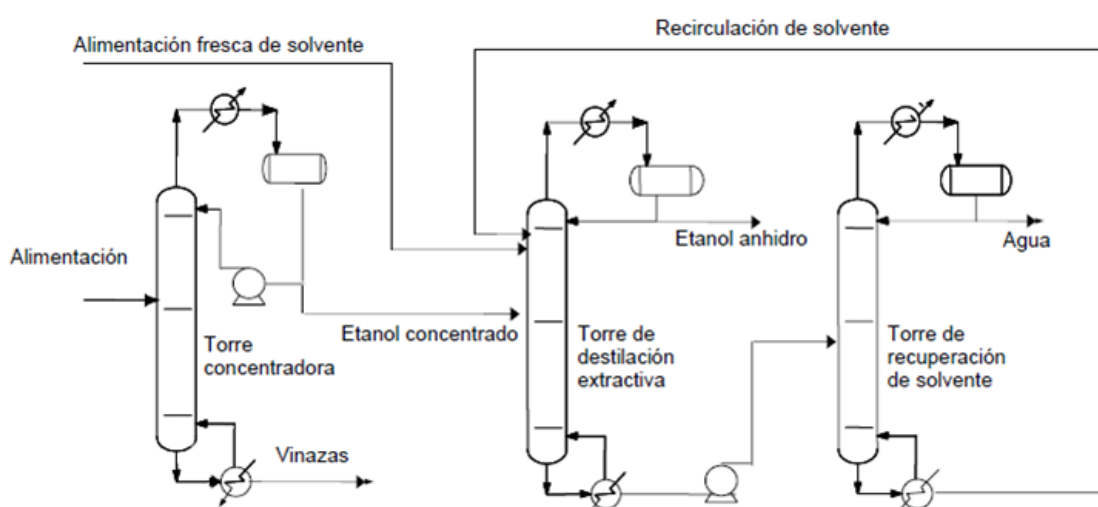 Recirculación de solvente
Alimentación fresca de solvente
Alimentación
Etanol anhidro
Agua
Etanol concentrado
Torre
concentradora
Torre de
destilación
extractiva
Torre de
recuperación
de solvente
Vinazas